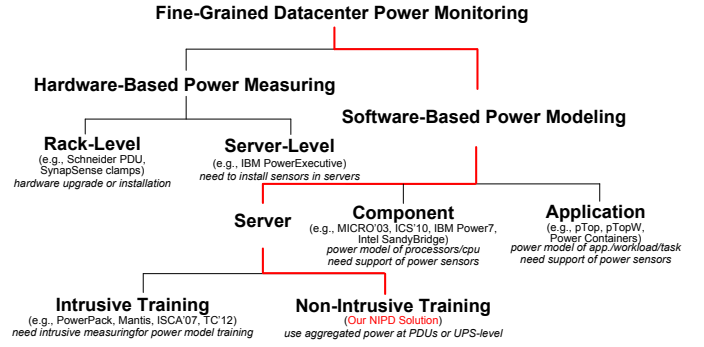 Fine-Grained Datacenter Power Monitoring
Hardware-Based Power Measuring
Software-Based Power Modeling
Rack-Level
(e.g., Schneider PDU,
SynapSense clamps)
hardware upgrade or installation
Server-Level
(e.g., IBM PowerExecutive)
need to install sensors in servers
Server
Component
(e.g., MICRO'03, ICS'10, IBM Power7,
Intel SandyBridge)
power model of processors/cpu
need support of power sensors
Application
(e.g., pTop, pTopW,
Power Containers)
power model of app./workload/task
need support of power sensors
Intrusive Training
(e.g., PowerPack, Mantis, ISCA'07, TC'12)
need intrusive measuringfor power model training
Non-Intrusive Training
(Our NIPD Solution)
use aggregated power at PDUs or UPS-level